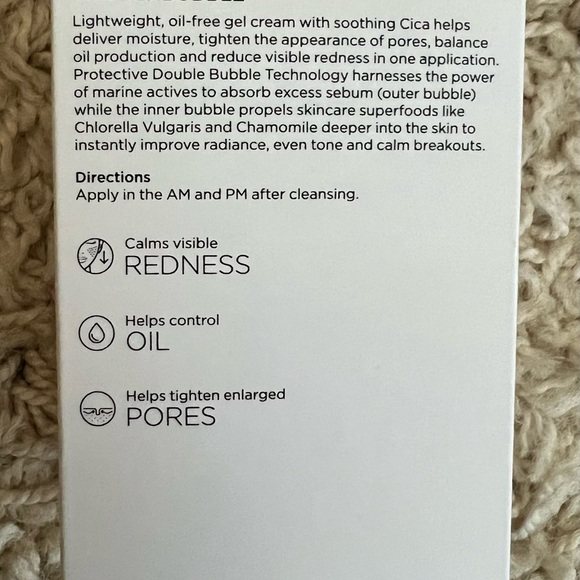 Lightweight, oil-free gel cream with soothing Cica helps
deliver moisture, tighten the appearance of pores, balance
oil production and reduce visible redness in one application.
Protective Double Bubble Technology harnesses the power
of marine actives to absorb excess sebum (outer bubble)
while the inner bubble propels skincare superfoods like
Chlorella Vulgaris and Chamomile deeper into the skin to
instantly improve radiance, even tone and calm breakouts.
Directions
Apply in the AM and PM after cleansing.
Calms visible
REDNESS
Helps control
OIL
Helps tighten enlarged
PORES